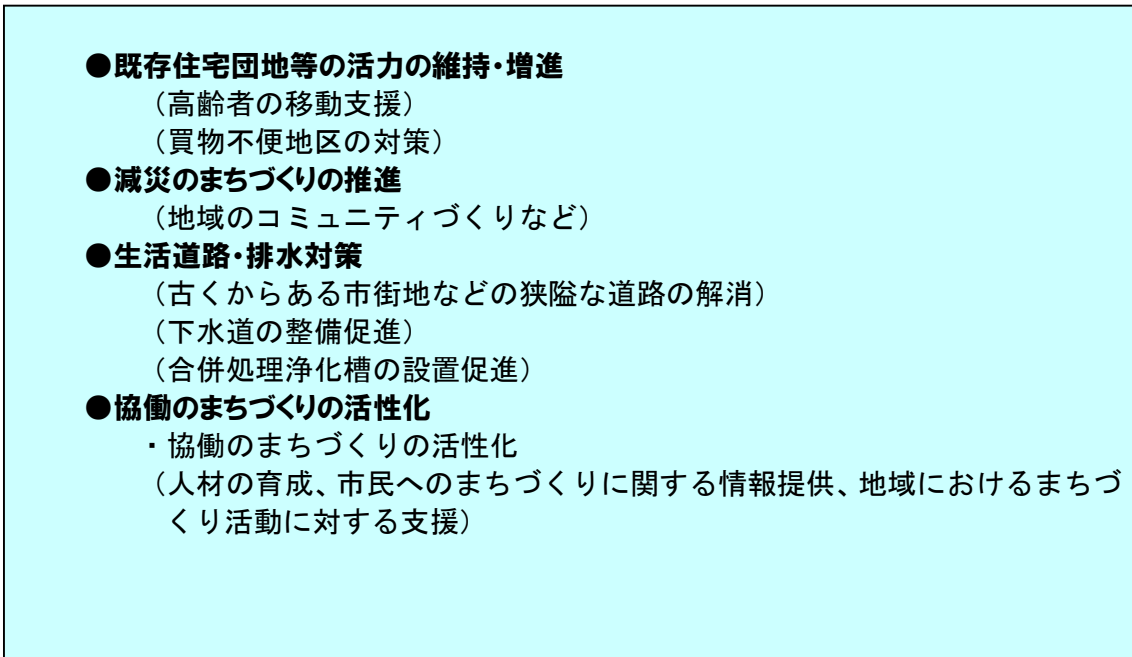 ●既存住宅団地等の活力の維持・増進
（高齢者の移動支援）
（買物不便地区の対策）
●減災のまちづくりの推進
（地域のコミュニティづくりなど）
●生活道路・排水対策
（古くからある市街地などの狭隘な道路の解消）
（下水道の整備促進）
（合併処理浄化槽の設置促進）
●協働のまちづくりの活性化
・協働のまちづくりの活性化
（人材の育成、市民へのまちづくりに関する情報提供、地域におけるまちづ
くり活動に対する支援）